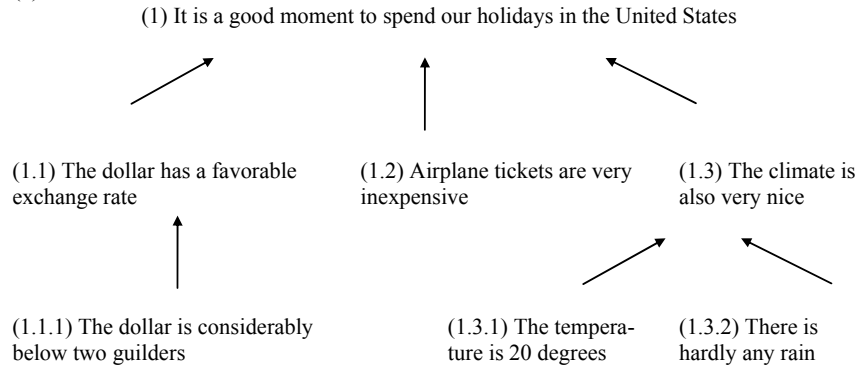 (1) It is a good moment to spend our holidays in the United States
(1.1) The dollar has a favorable
exchange rate
(1.2) Airplane tickets are very
inexpensive
(1.3) The climate is
also very nice
(1.1.1) The dollar is considerably
below two guilders
(1.3.1) The tempera-
ture is 20 degrees
(1.3.2) There is
hardly any rain